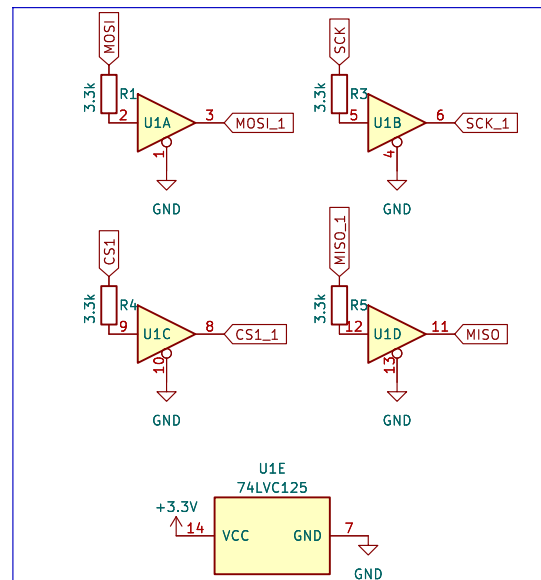 MOSI
3.3k
R1
2
U1A
3
MOSI_1
1
GND
SCK
3.3k
R3
5
U1B
6
SCK_1
4
GND
CS1
3.3k
R4
9
U1C
8
CS1_1
10
GND
MISO_1
3.3k
R5
12
U1D
11
MISO
13
GND
U1E
74LVC125
+3.3V
14
VCC
GND
7
GND